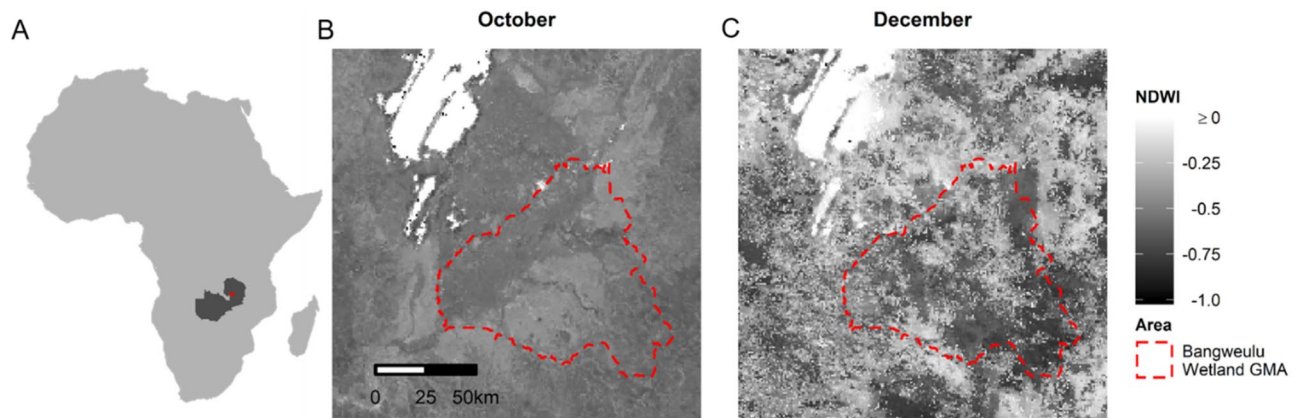 A
B
October
C
December
0 25 50km
NDWI
≥ 0
-0.25
-0.5
-0.75
-1.0
Area
Bangweulu
Wetland GMA